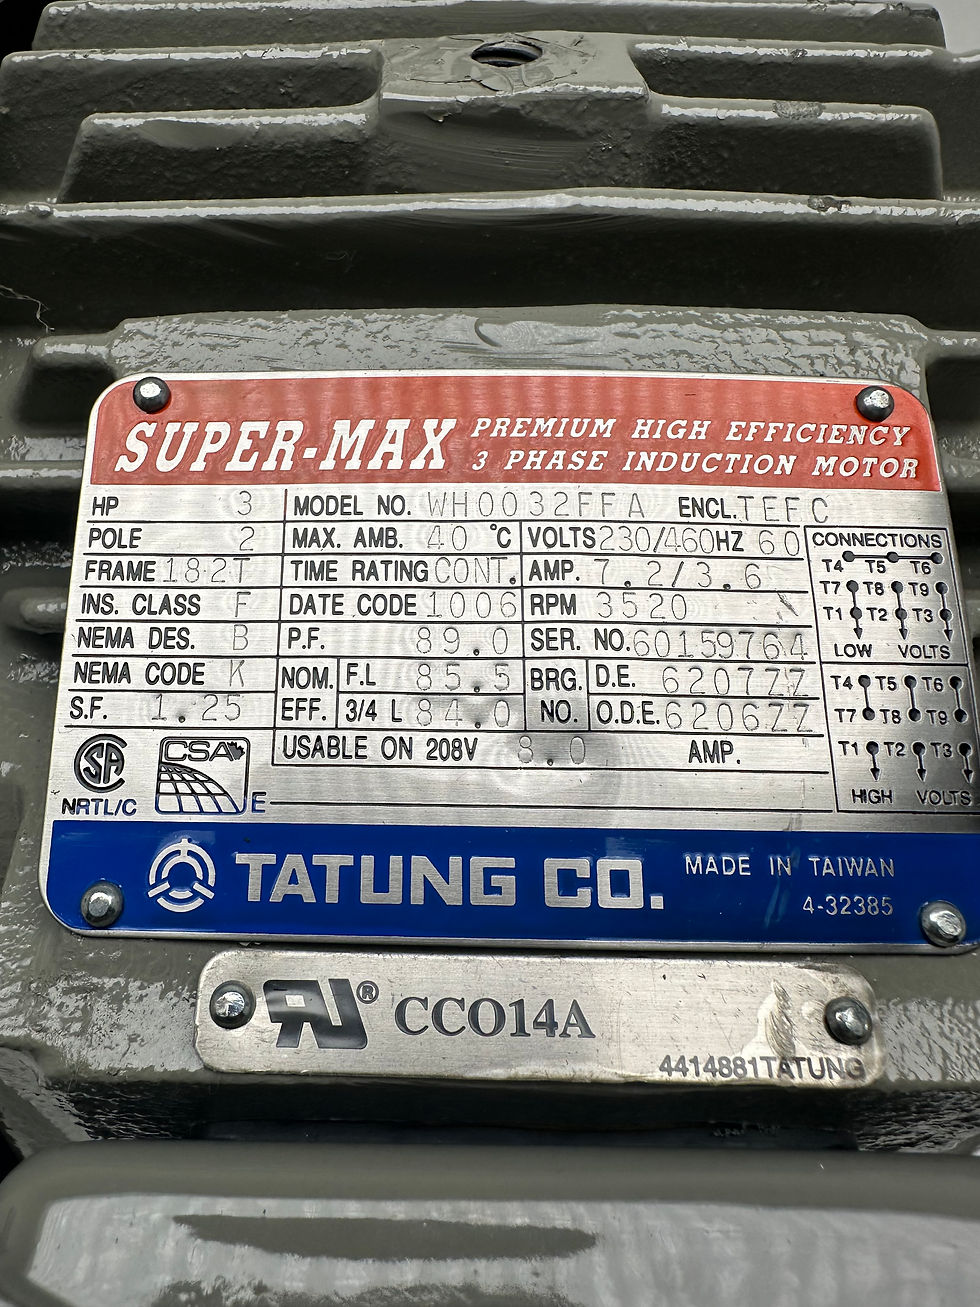 SUPER-MAX PREMIUM HIGH EFFICIENCY
3 PHASE INDUCTION MOTOR
HP 3 MODEL NO. WH0032FFA ENCL. TEFC
POLE 2 MAX. AMB. 40 °C VOLTS 230/460 HZ 60
FRAME 182T TIME RATING CONT. AMP. 7.2/3.6
INS. CLASS F DATE CODE 1006 RPM 3520
NEMA DES. B P.F. 89.0 SER. NO. 60159764
NEMA CODE K NOM. F.L 85.5 BRG. D.E. 6207ZZ
S.F. 1.25 EFF. 3/4 L 84.0 NO. O.D.E. 6206ZZ
USABLE ON 208V 8.0 AMP.
CONNECTIONS
T4 T5 T6
T7 T8 T9
T1 T2 T3
LOW VOLTS
T4 T5 T6
T7 T8 T9
T1 T2 T3
HIGH VOLTS
SA
NRTL/C
CSA
E
TATUNG CO. MADE IN TAIWAN
4-32385
RU® CCO14A
4414881TATUNG